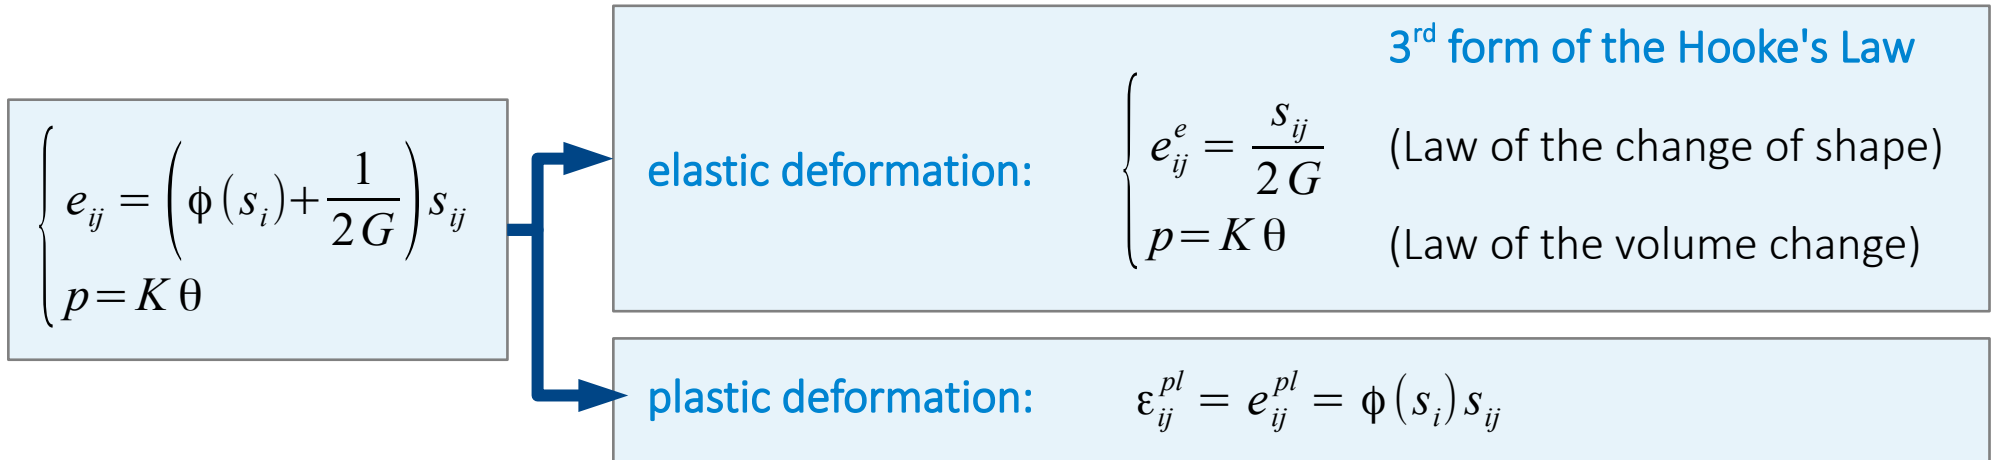 e_ij = (ϕ(s_i)+1/2G) s_ij
p=K θ
3rd form of the Hooke's Law
elastic deformation:
e^e_ij = s_ij/2G (Law of the change of shape)
p=K θ (Law of the volume change)
plastic deformation: ε^pl_ij = e^pl_ij = ϕ(s_i) s_ij